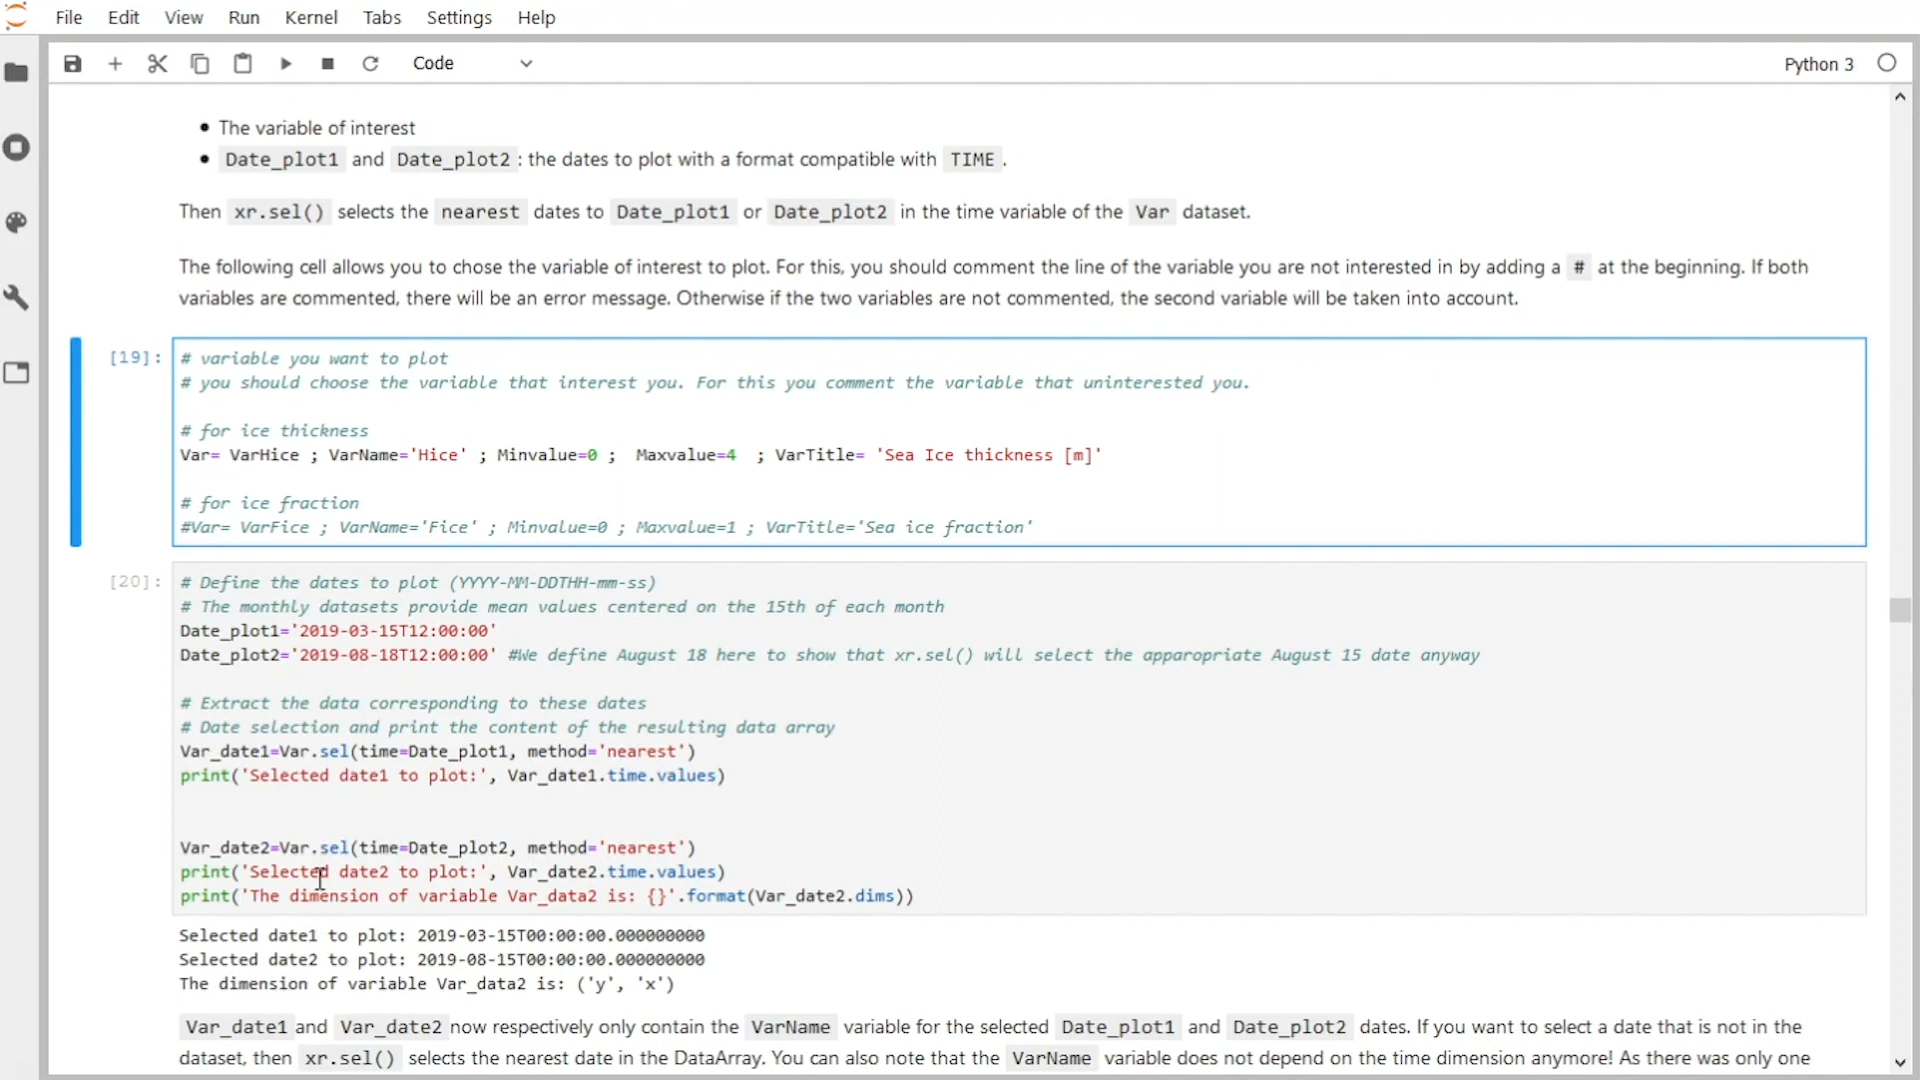 File Edit View Run Kernel Tabs Settings Help
Code
Python 3
• The variable of interest
• Date_plot1 and Date_plot2 : the dates to plot with a format compatible with TIME .
Then xr.sel() selects the nearest dates to Date_plot1 or Date_plot2 in the time variable of the Var dataset.
The following cell allows you to chose the variable of interest to plot. For this, you should comment the line of the variable you are not interested in by adding a # at the beginning. If both
variables are commented, there will be an error message. Otherwise if the two variables are not commented, the second variable will be taken into account.
[19]: # variable you want to plot
# you should choose the variable that interest you. For this you comment the variable that uninterested you.
# for ice thickness
Var= VarHice ; VarName='Hice' ; Minvalue=0 ;  Maxvalue=4  ; VarTitle= 'Sea Ice thickness [m]'
# for ice fraction
#Var= VarFice ; VarName='Fice' ; Minvalue=0 ; Maxvalue=1 ; VarTitle='Sea ice fraction'
[20]: # Define the dates to plot (YYYY-MM-DDTHH-mm-ss)
# The monthly datasets provide mean values centered on the 15th of each month
Date_plot1='2019-03-15T12:00:00'
Date_plot2='2019-08-18T12:00:00' #We define August 18 here to show that xr.sel() will select the apparopriate August 15 date anyway
# Extract the data corresponding to these dates
# Date selection and print the content of the resulting data array
Var_date1=Var.sel(time=Date_plot1, method='nearest')
print('Selected date1 to plot:', Var_date1.time.values)
Var_date2=Var.sel(time=Date_plot2, method='nearest')
print('Selected date2 to plot:', Var_date2.time.values)
print('The dimension of variable Var_data2 is: {}'.format(Var_date2.dims))
Selected date1 to plot: 2019-03-15T00:00:00.000000000
Selected date2 to plot: 2019-08-15T00:00:00.000000000
The dimension of variable Var_data2 is: ('y', 'x')
Var_date1 and Var_date2 now respectively only contain the VarName variable for the selected Date_plot1 and Date_plot2 dates. If you want to select a date that is not in the
dataset, then xr.sel() selects the nearest date in the DataArray. You can also note that the VarName variable does not depend on the time dimension anymore! As there was only one